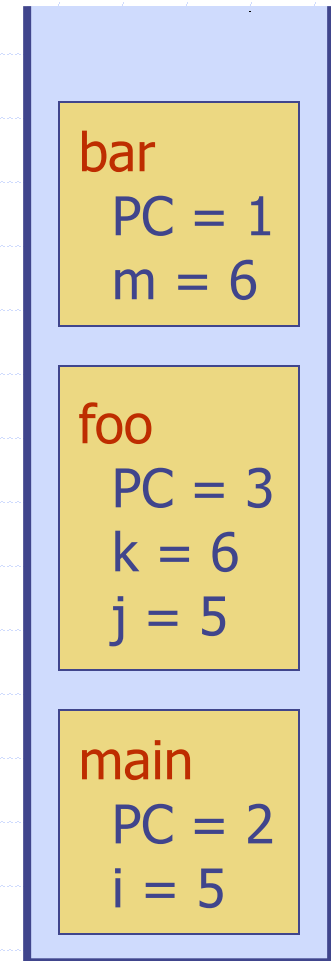 bar
PC = 1
m = 6
foo
PC = 3
k = 6
j = 5
main
PC = 2
i = 5